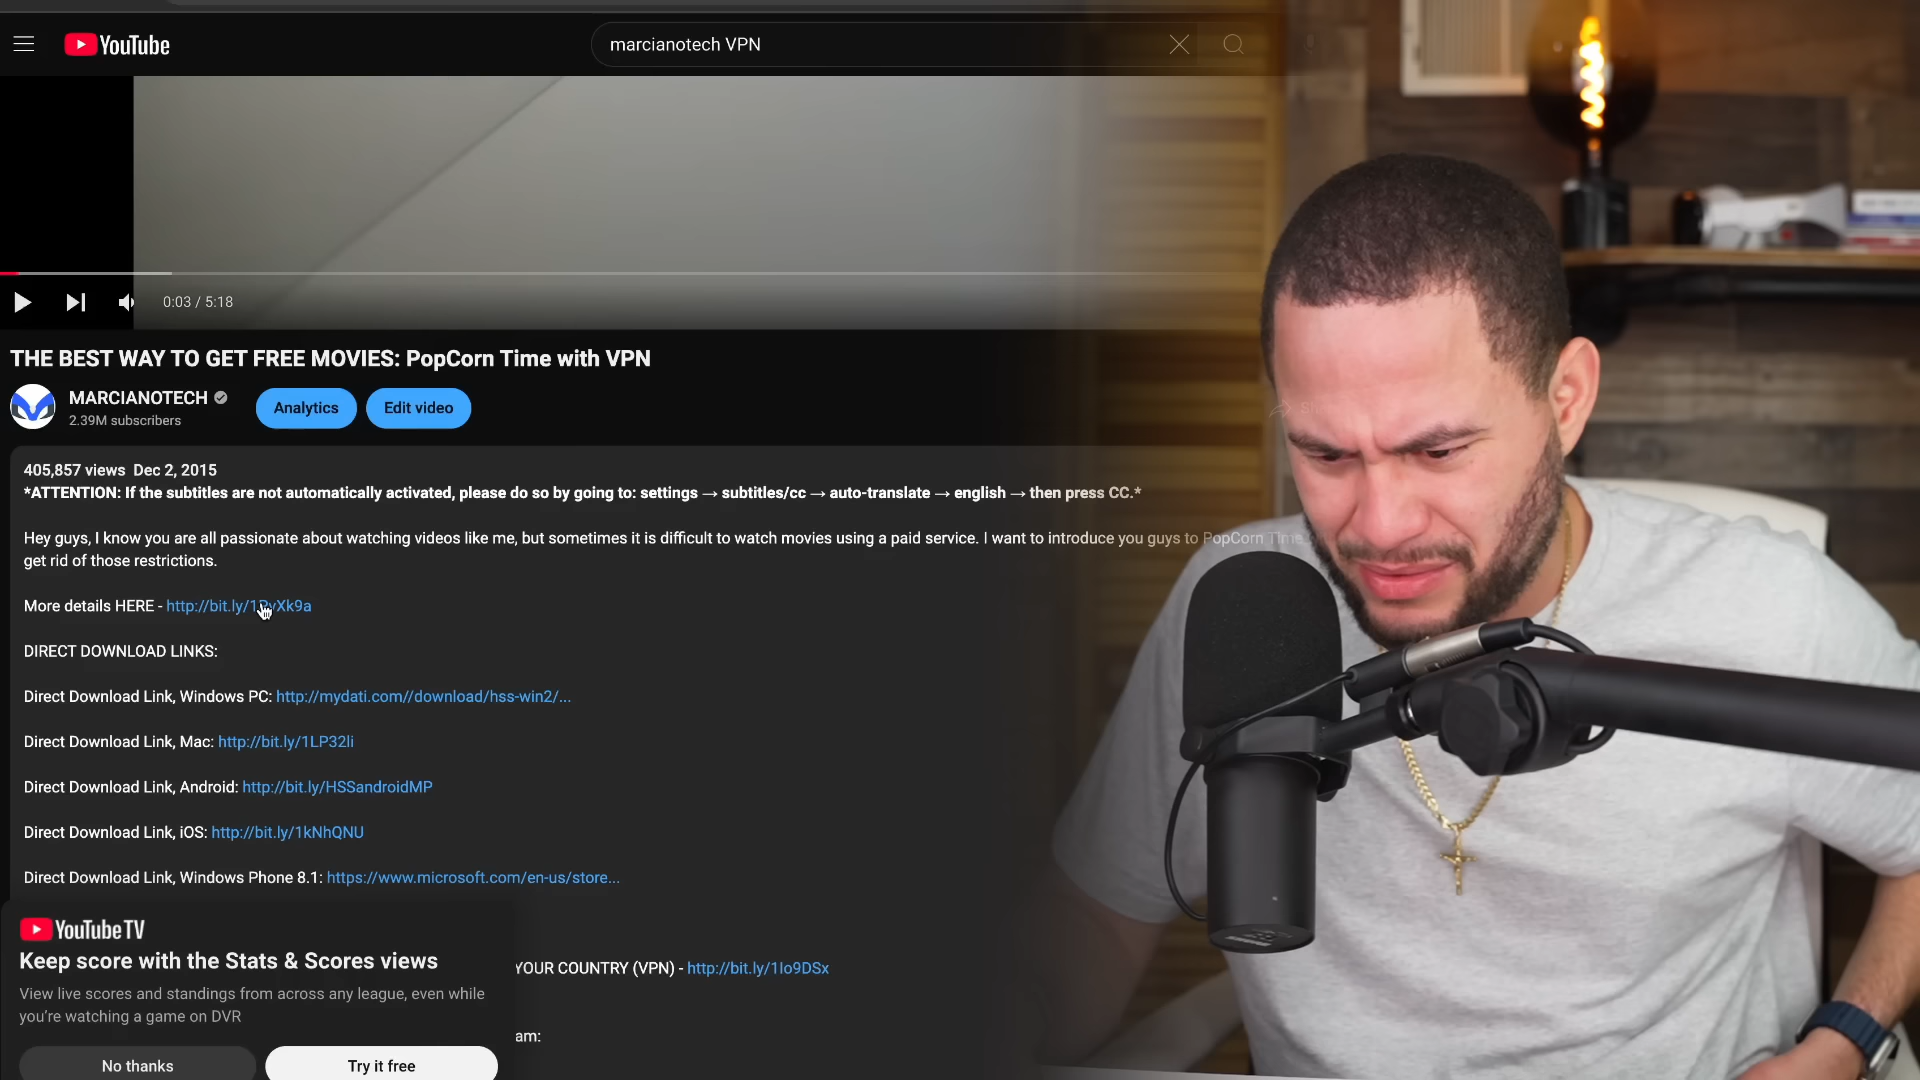 YouTube
marcianotech VPN
0:03 / 5:18
THE BEST WAY TO GET FREE MOVIES: PopCorn Time with VPN
MARCIANOTECH
2.39M subscribers
Analytics
Edit video
405,857 views Dec 2, 2015
*ATTENTION: If the subtitles are not automatically activated, please do so by going to: settings → subtitles/cc → auto-translate → english → then press CC.*
Hey guys, I know you are all passionate about watching videos like me, but sometimes it is difficult to watch movies using a paid service. I want to introduce you guys to PopCorn Time
get rid of those restrictions.
More details HERE -
DIRECT DOWNLOAD LINKS:
Direct Download Link, Windows PC: http://mydati.com//download/hss-win2/...
Direct Download Link, Mac: http://bit.ly/1LP32li
Direct Download Link, Android: http://bit.ly/HSSandroidMP
Direct Download Link, iOS: http://bit.ly/1kNhQNU
Direct Download Link, Windows Phone 8.1: https://www.microsoft.com/en-us/store...
YOUR COUNTRY (VPN) - http://bit.ly/1Io9DSx
am:
YouTube TV
Keep score with the Stats & Scores views
View live scores and standings from across any league, even while
you're watching a game on DVR
No thanks
Try it free